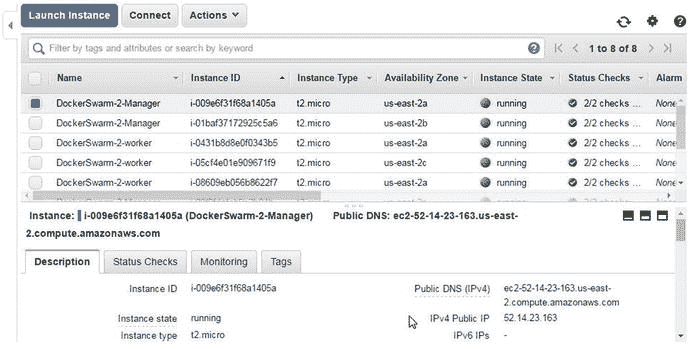 Launch Instance Connect Actions
Filter by tags and attributes or search by keyword 1 to 8 of 8
Name Instance ID Instance Type Availability Zone Instance State Status Checks Alarm
DockerSwarm-2-Manager i-009e6f31f68a1405a t2.micro us-east-2a running 2/2 checks ... None
DockerSwarm-2-Manager i-01baf37172925c5a6 t2.micro us-east-2b running 2/2 checks ... None
DockerSwarm-2-worker i-0431b8d8e0f0343b5 t2.micro us-east-2a running 2/2 checks ... None
DockerSwarm-2-worker i-05cf4e01e909671f9 t2.micro us-east-2c running 2/2 checks ... None
DockerSwarm-2-worker i-08609eb056b8622f7 t2.micro us-east-2a running 2/2 checks ... None
Instance: i-009e6f31f68a1405a (DockerSwarm-2-Manager) Public DNS: ec2-52-14-23-163.us-east-
2.compute.amazonaws.com
Description Status Checks Monitoring Tags
Instance ID i-009e6f31f68a1405a Public DNS (IPv4) ec2-52-14-23-163.us-east-
2.compute.amazonaws.com
Instance state running IPv4 Public IP 52.14.23.163
Instance type t2.micro IPv6 IPs -